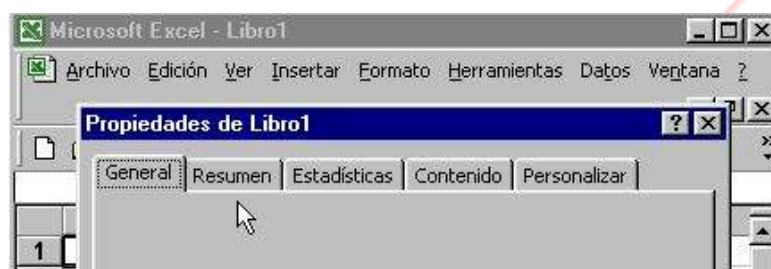 Microsoft Excel - Libro1
Archivo Edición Ver Insertar Formato Herramientas Datos Ventana ?
Propiedades de Libro1
General Resumen Estadísticas Contenido Personalizar
1